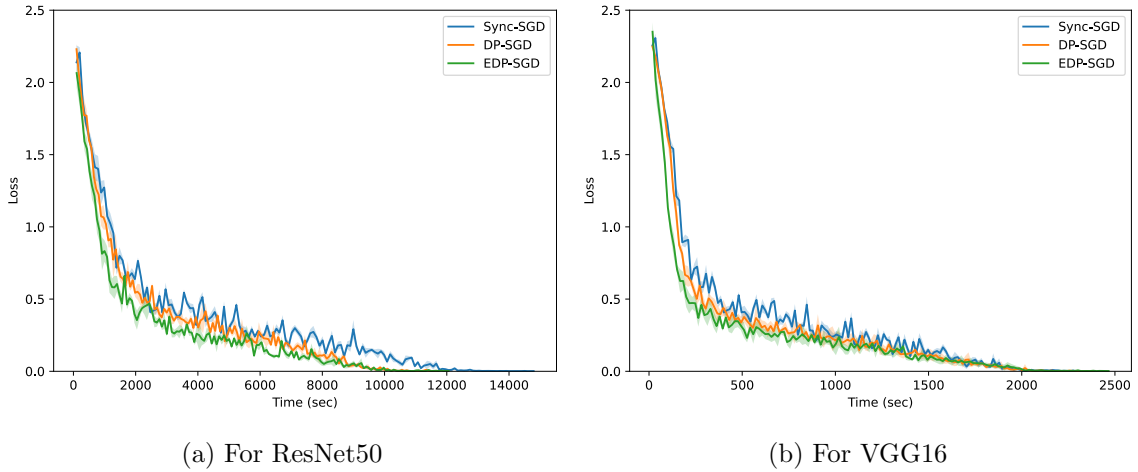 2.5
2.0
1.5
1.0
0.5
0.0
Loss
0 2000 4000 6000 8000 10000 12000 14000
Time (sec)
Sync-SGD
DP-SGD
EDP-SGD
(a) For ResNet50
2.5
2.0
1.5
1.0
0.5
0.0
Loss
0 500 1000 1500 2000 2500
Time (sec)
Sync-SGD
DP-SGD
EDP-SGD
(b) For VGG16